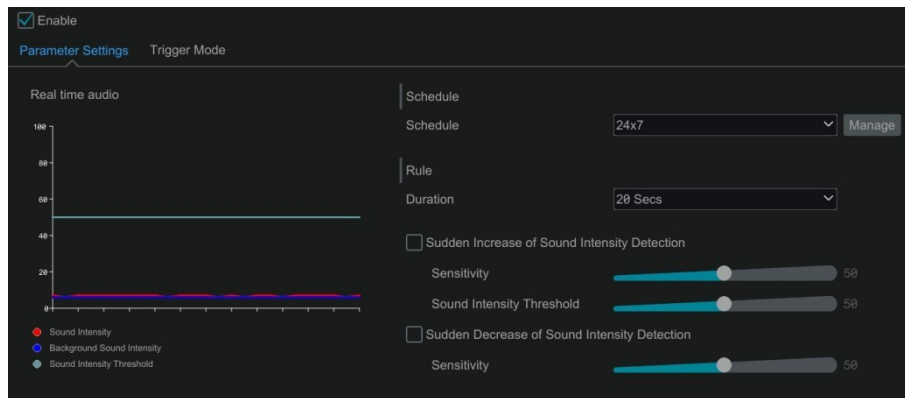 Enable
Parameter Settings Trigger Mode
Real time audio
100
80
60
40
20
0
Sound Intensity
Background Sound Intensity
Sound Intensity Threshold
Schedule
Schedule 24x7 Manage
Rule
Duration 20 Secs
Sudden Increase of Sound Intensity Detection
Sensitivity 50
Sound Intensity Threshold 50
Sudden Decrease of Sound Intensity Detection
Sensitivity 50